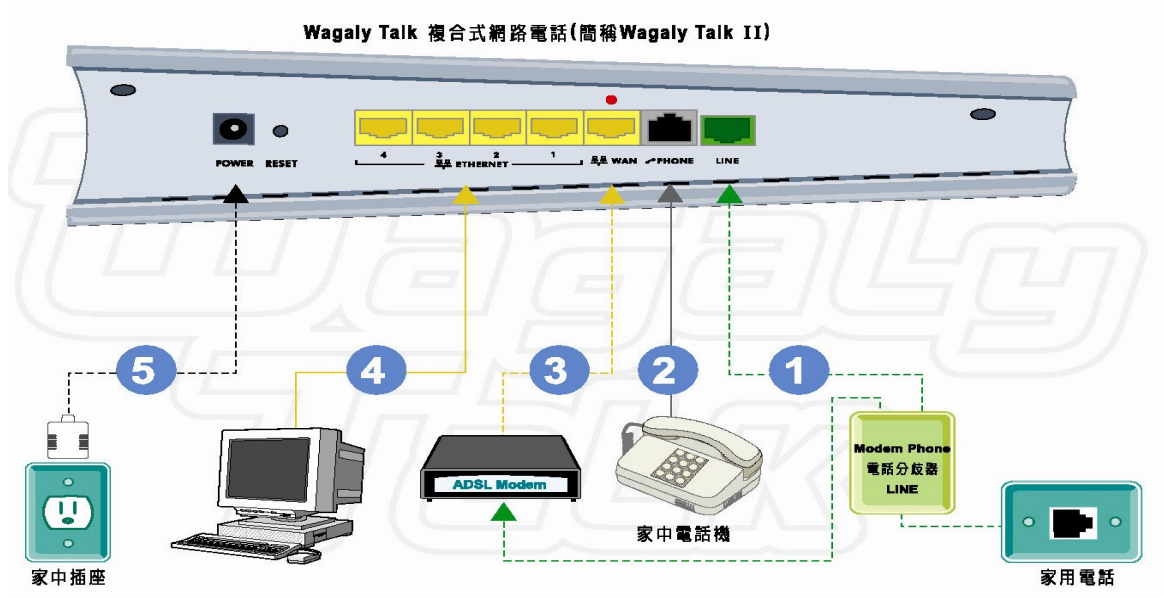 Wagaly Talk 複合式網路電話(簡稱Wagaly Talk II)
POWER RESET
4 3 2 1
ETHERNET
WAN
PHONE
LINE
5
4
3
2
1
Modem Phone
電話分歧器
LINE
ADSL Modem
家中電話機
家中插座
家用電話
Wagaly
Talk